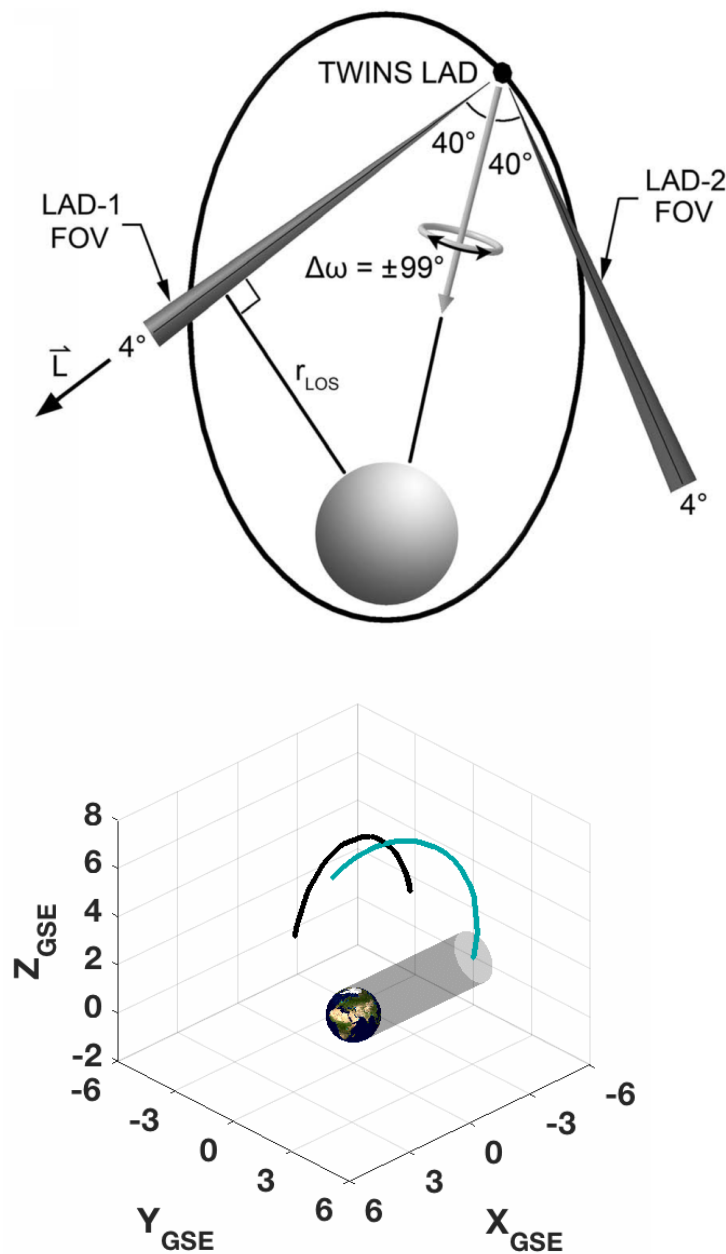 TWINS LAD
40°
40°
LAD-1
FOV
LAD-2
FOV
Δω = ±99°
4°
L⃗
r_LOS
4°
8
6
4
2
0
-2
Z_GSE
-6
-3
0
3
6
Y_GSE
6
3
0
-3
-6
X_GSE